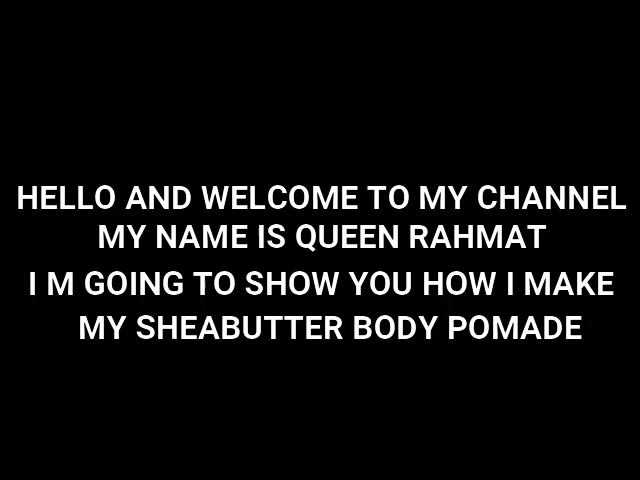 HELLO AND WELCOME TO MY CHANNEL
MY NAME IS QUEEN RAHMAT
I M GOING TO SHOW YOU HOW I MAKE
MY SHEABUTTER BODY POMADE